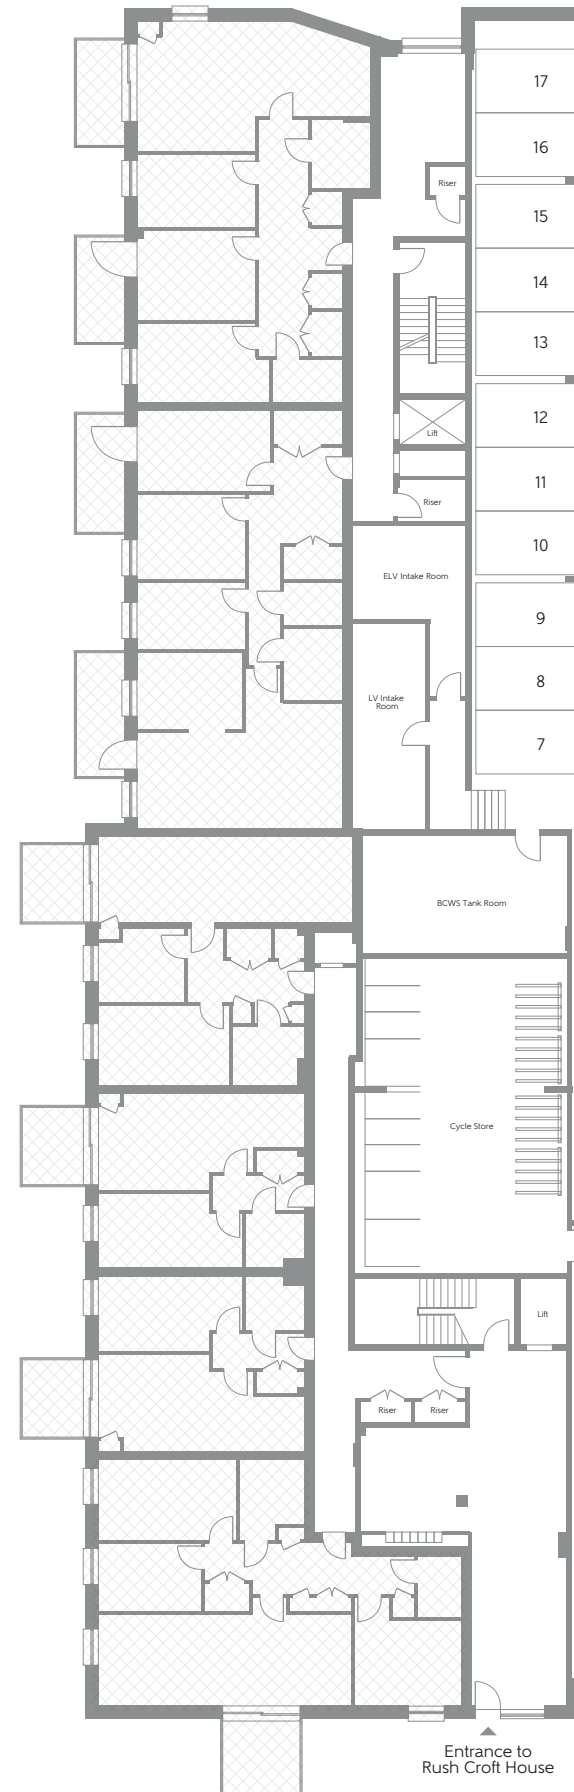 17
16
Riser
15
14
13
12
Lift
11
Riser
10
ELV Intake Room
9
8
LV Intake
Room
7
BCWS Tank Room
Cycle Store
Lift
Riser
Riser
Entrance to
Rush Croft House